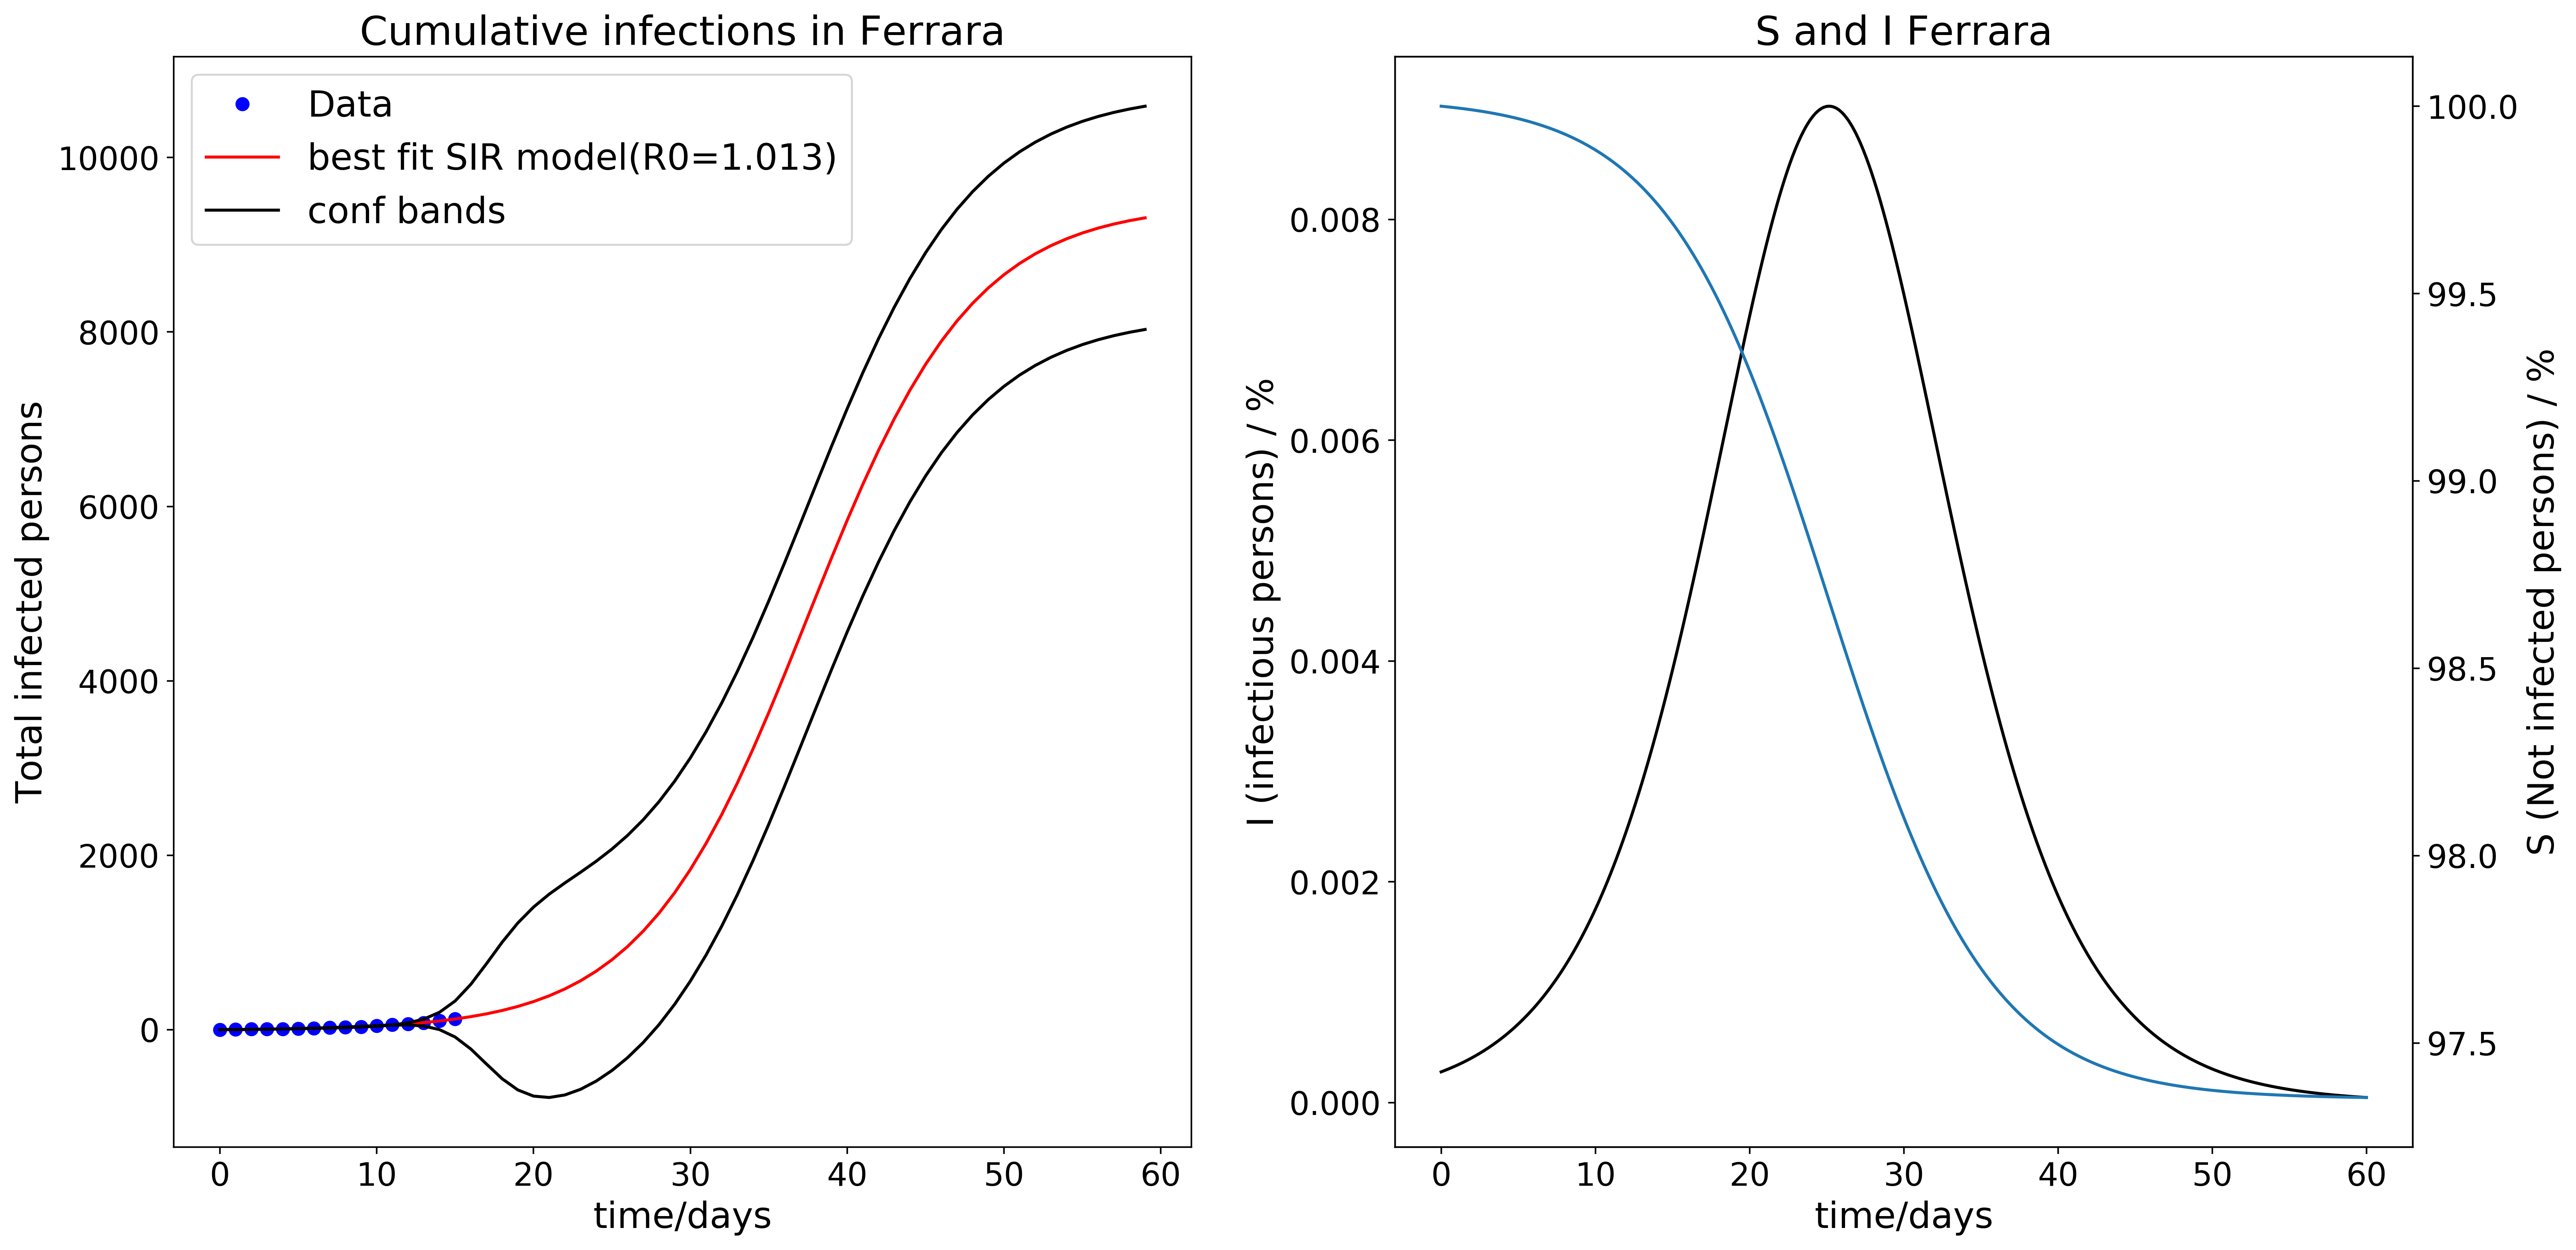 Cumulative infections in Ferrara
Data
best fit SIR model(R0=1.013)
conf bands
Total infected persons
10000
8000
6000
4000
2000
0
0 10 20 30 40 50 60
time/days
S and I Ferrara
I (infectious persons) / %
0.008
0.006
0.004
0.002
0.000
100.0
99.5
99.0
98.5
98.0
97.5
S (Not infected persons) / %
0 10 20 30 40 50 60
time/days